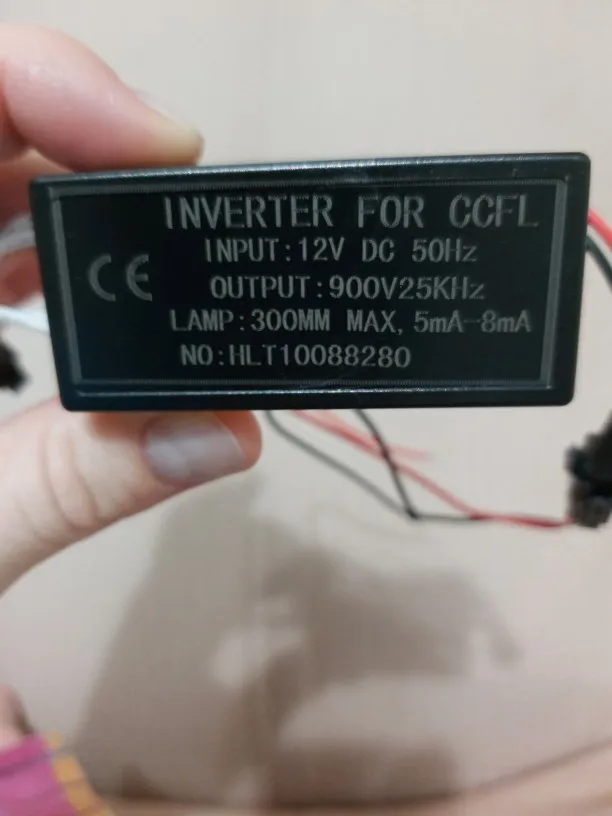 INVERTER FOR CCFL
INPUT:12V DC 50Hz
CE
OUTPUT:900V25KHz
LAMP:300MM MAX, 5mA-8mA
NO:HLT10088280